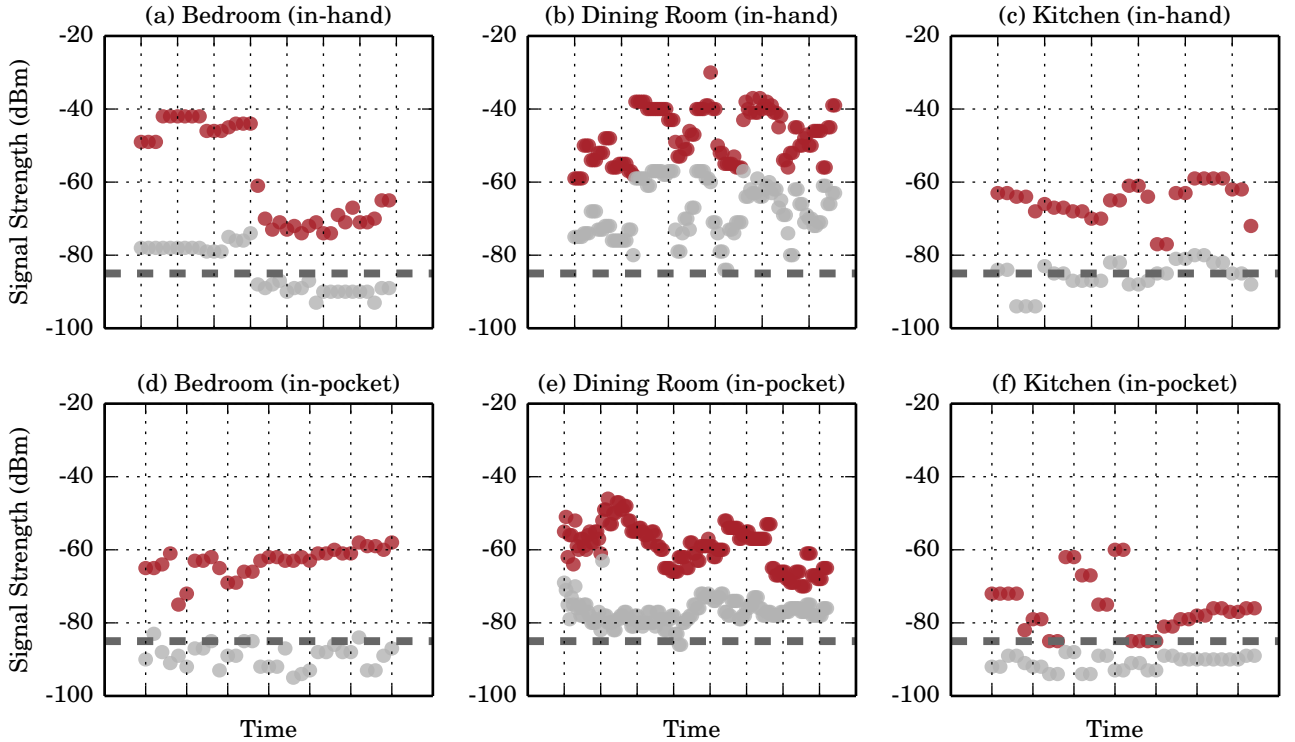 (a) Bedroom (in-hand)
(b) Dining Room (in-hand)
(c) Kitchen (in-hand)
Signal Strength (dBm)
-20
-40
-60
-80
-100
-20
-40
-60
-80
-100
-20
-40
-60
-80
-100
(d) Bedroom (in-pocket)
(e) Dining Room (in-pocket)
(f) Kitchen (in-pocket)
Signal Strength (dBm)
-20
-40
-60
-80
-100
-20
-40
-60
-80
-100
-20
-40
-60
-80
-100
Time
Time
Time